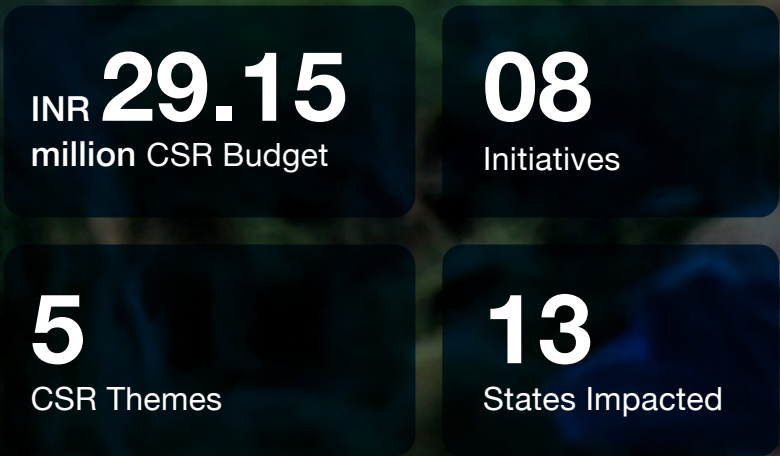 INR 29.15
million CSR Budget
08
Initiatives
5
CSR Themes
13
States Impacted